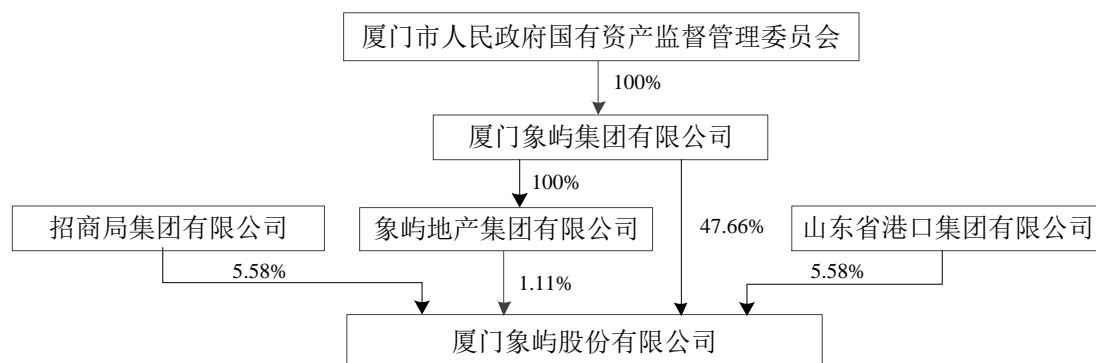 厦门市人民政府国有资产监督管理委员会
100%
厦门象屿集团有限公司
100%
47.66%
招商局集团有限公司
象屿地产集团有限公司
山东省港口集团有限公司
5.58%
1.11%
5.58%
厦门象屿股份有限公司